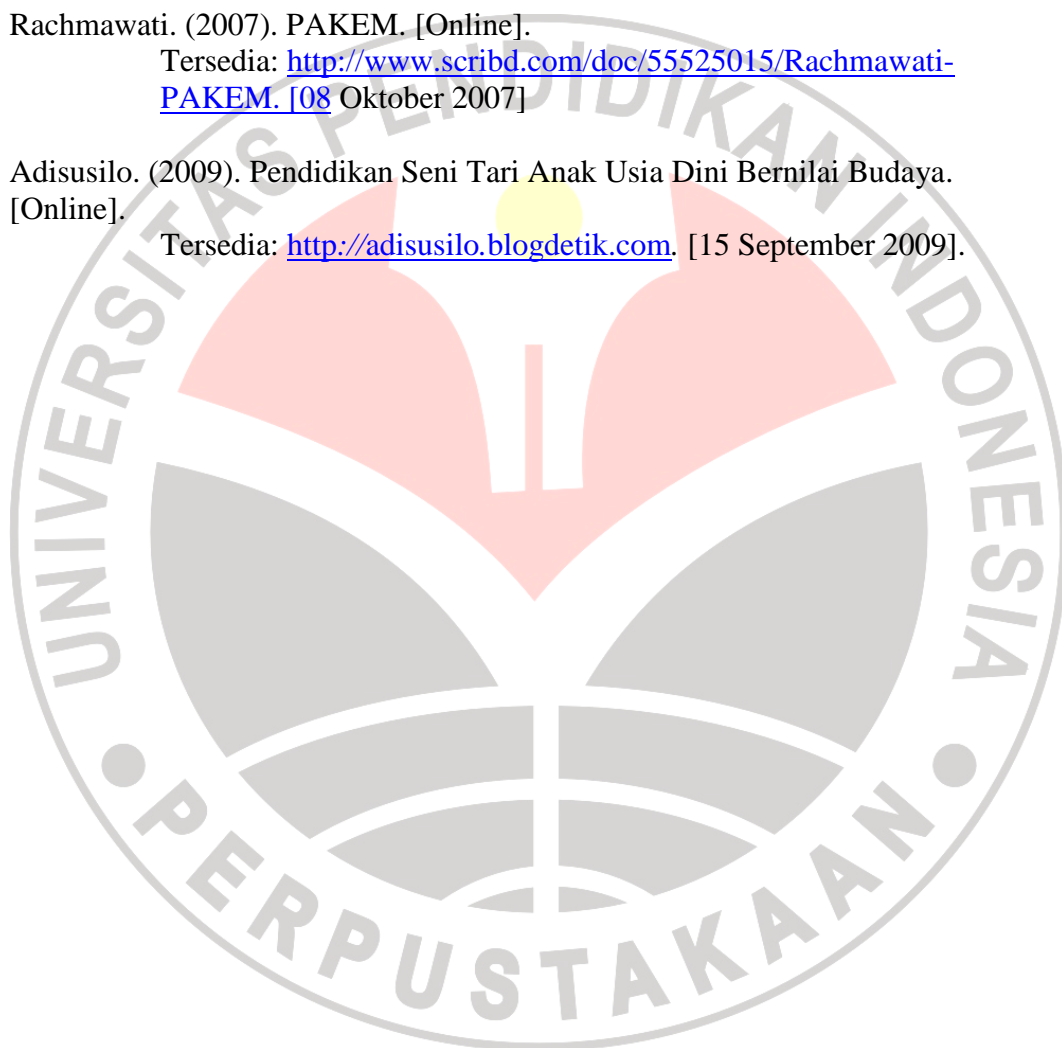 Rachmawati. (2007). PAKEM. [Online].
Tersedia: http://www.scribd.com/doc/55525015/Rachmawati-
PAKEM. [08 Oktober 2007]
Adisusilo. (2009). Pendidikan Seni Tari Anak Usia Dini Bernilai Budaya.
[Online].
Tersedia: http://adisusilo.blogdetik.com. [15 September 2009].
UNIVERSITAS PENDIDIKAN INDONESIA
PERPUSTAKAAN